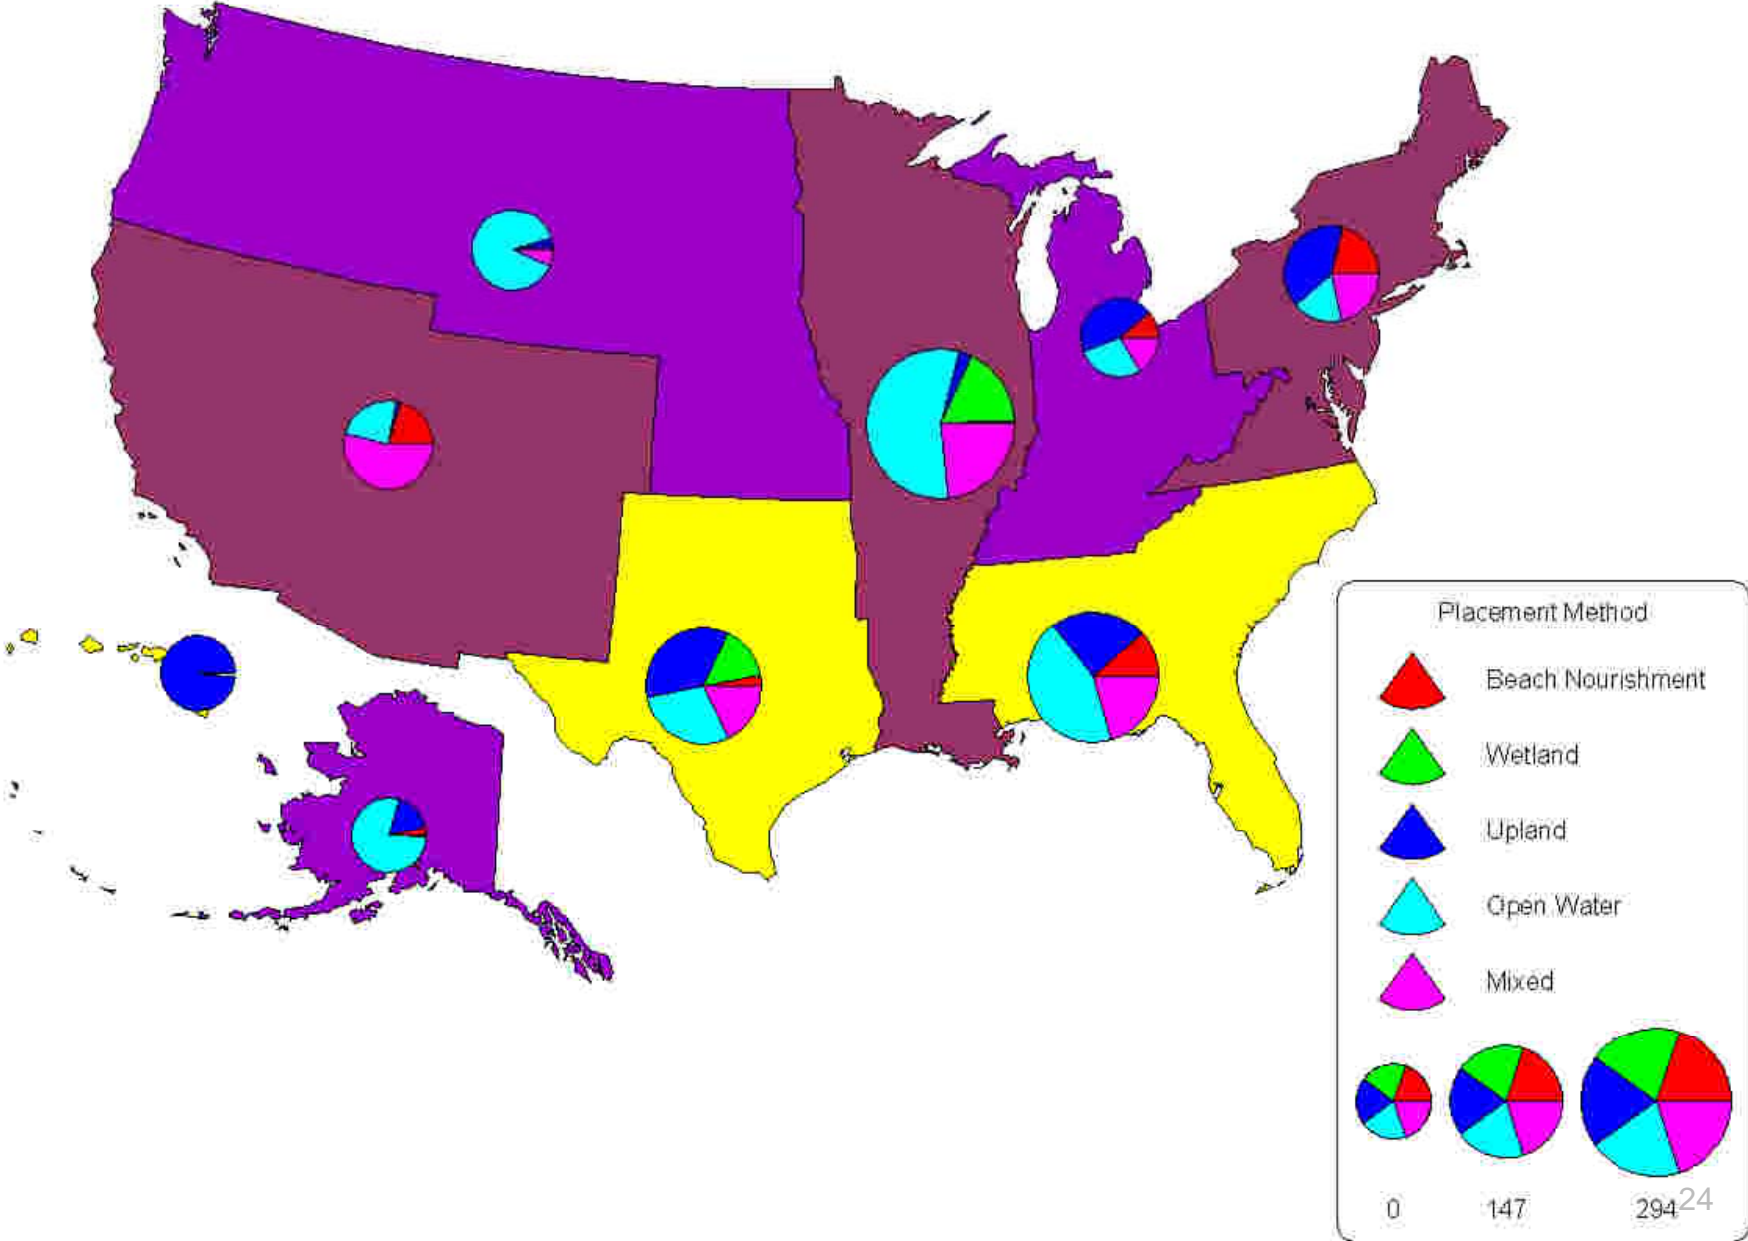 Placement Method
Beach Nourishment
Wetland
Upland
Open Water
Mixed
0 147 294
24